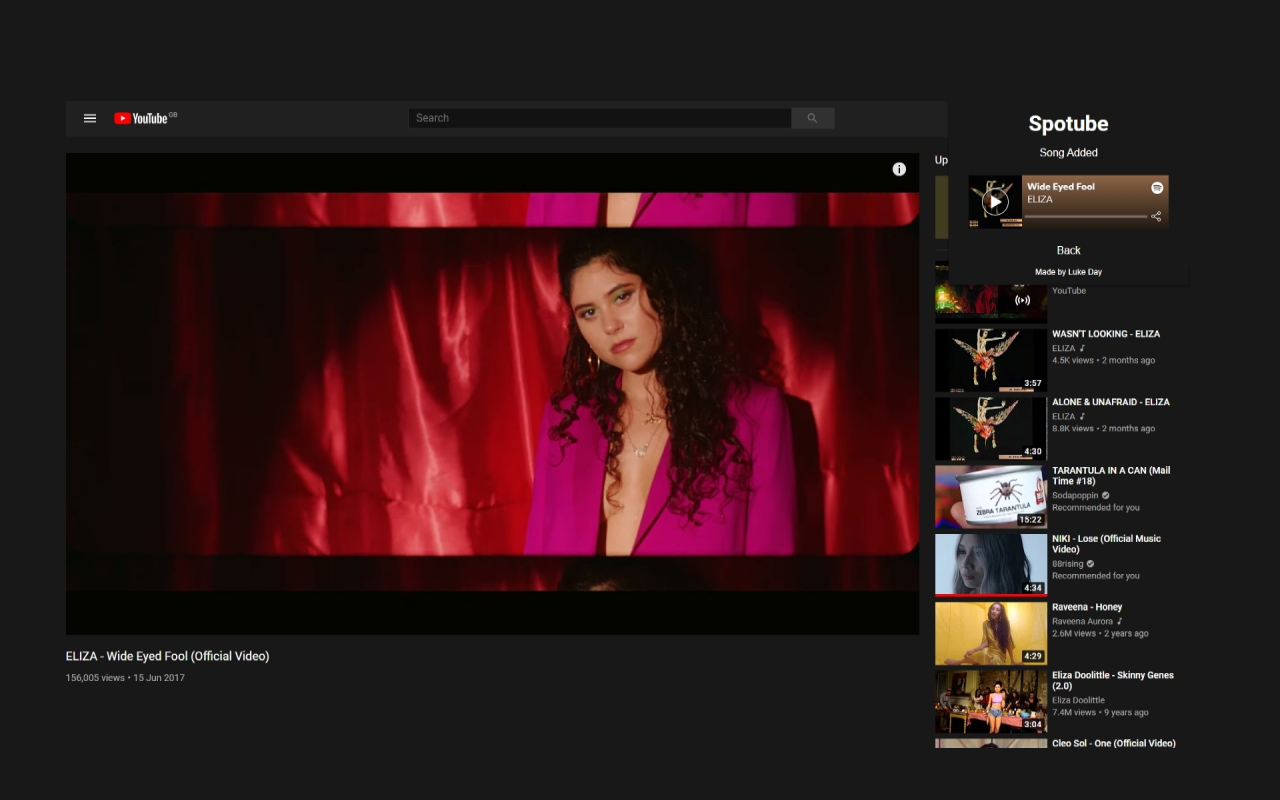 YouTube GB
Search
Up
Spotube
Song Added
Wide Eyed Fool
ELIZA
Back
Made by Luke Day
YouTube
WASN'T LOOKING - ELIZA
ELIZA
4.5K views • 2 months ago
3:57
ALONE & UNAFRAID - ELIZA
ELIZA
8.8K views • 2 months ago
4:30
TARANTULA IN A CAN (Mail
Time #18)
Sodapoppin
Recommended for you
ZEBRA TARANTULA
15:22
NIKI - Lose (Official Music
Video)
88rising
Recommended for you
4:34
Raveena - Honey
Raveena Aurora
2.6M views • 2 years ago
4:29
Eliza Doolittle - Skinny Genes
(2.0)
Eliza Doolittle
7.4M views • 9 years ago
3:04
Cleo Sol - One (Official Video)
ELIZA - Wide Eyed Fool (Official Video)
156,005 views • 15 Jun 2017